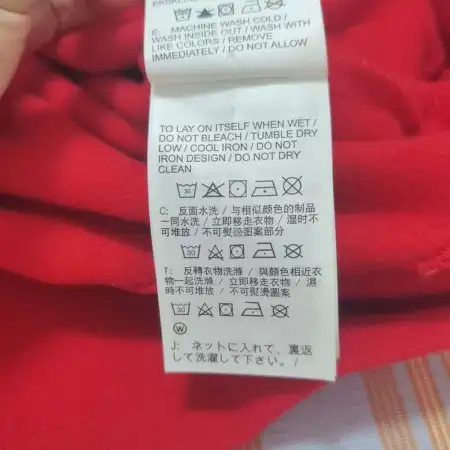 E: MACHINE WASH COLD /
WASH INSIDE OUT / WASH WITH
LIKE COLORS / REMOVE
IMMEDIATELY / DO NOT ALLOW
TO LAY ON ITSELF WHEN WET /
DO NOT BLEACH / TUMBLE DRY
LOW / COOL IRON / DO NOT
IRON DESIGN / DO NOT DRY
CLEAN
30
C: 反面水洗 / 与相似颜色的制品
一同水洗 / 立即移走衣物 / 湿时不
可堆放 / 不可熨烫图案部分
30
T: 反轉衣物洗滌 / 與顏色相近衣
物一起洗滌 / 立即移走衣物 / 濕
時不可堆放 / 不可熨燙圖案
30
W
J: ネットに入れて、裏返
して洗濯して下さい。/